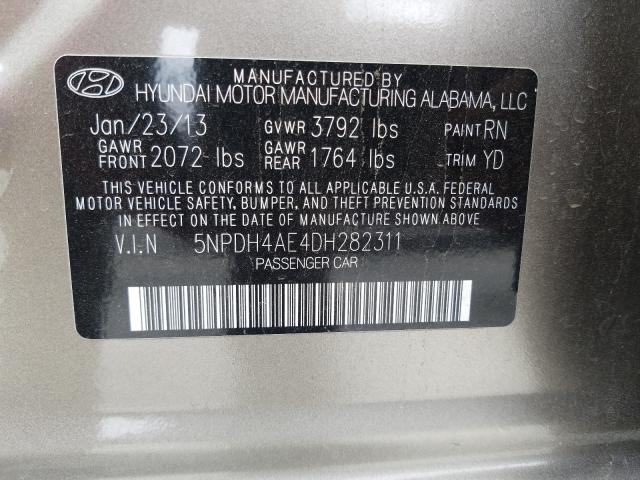 MANUFACTURED BY
HYUNDAI MOTOR MANUFACTURING ALABAMA, LLC
Jan/23/13 GVWR 3792 lbs PAINT RN
GAWR FRONT 2072 lbs GAWR REAR 1764 lbs TRIM YD
THIS VEHICLE CONFORMS TO ALL APPLICABLE U.S.A. FEDERAL
MOTOR VEHICLE SAFETY, BUMPER, AND THEFT PREVENTION STANDARDS
IN EFFECT ON THE DATE OF MANUFACTURE SHOWN ABOVE.
V.I.N 5NPDH4AE4DH282311
PASSENGER CAR